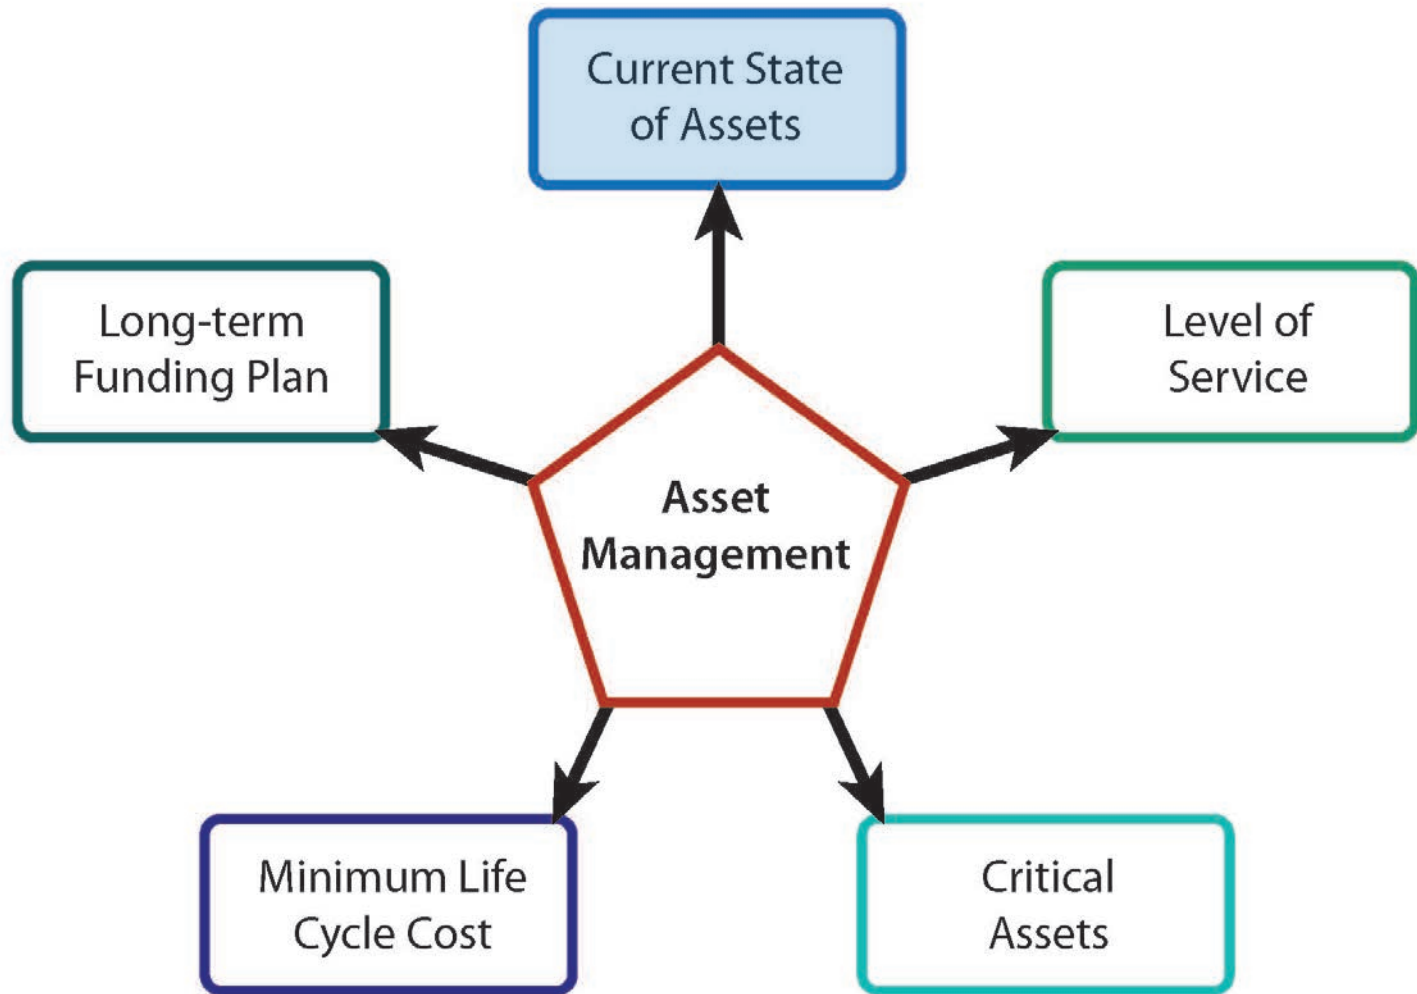 Current State
of Assets
Long-term
Funding Plan
Level of
Service
Asset
Management
Minimum Life
Cycle Cost
Critical
Assets